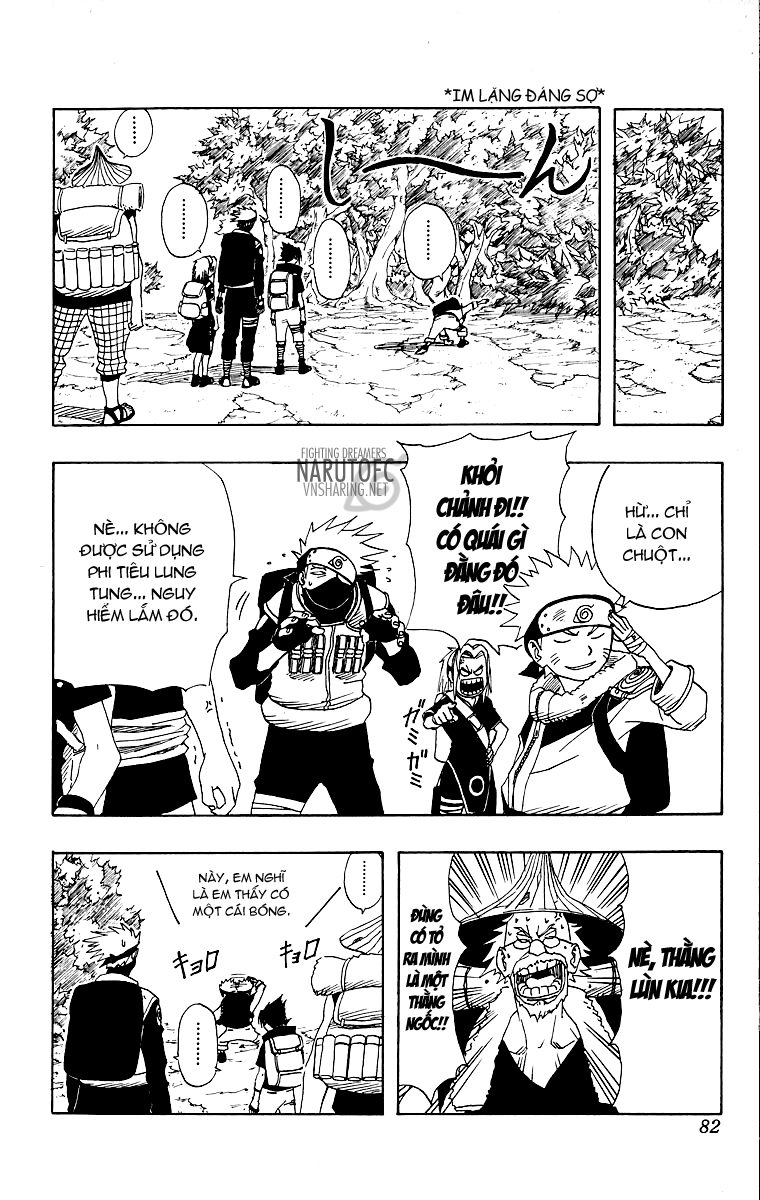 *IM LẶNG ĐÁNG SỢ*
しーん
..........
..........
..........
..........
..........
FIGHTING DREAMERS
NARUTOFC
VNSHARING.NET
HỪ... CHỈ
LÀ CON
CHUỘT...
KHỎI
CHẢNH ĐI!!
CÓ QUÁI GÌ
ĐẰNG ĐÓ
ĐÂU!!
NÈ... KHÔNG
ĐƯỢC SỬ DỤNG
PHI TIÊU LUNG
TUNG... NGUY
HIỂM LẮM ĐÓ.
ガミガミ
NÈ, THẰNG
LÙN KIA!!!
ĐỪNG
CÓ TỎ
RA MÌNH
LÀ MỘT
THẰNG
NGỐC!!
..........
NÀY, EM NGHĨ
LÀ EM THẤY CÓ
MỘT CÁI BÓNG.
キョロ
キョロ
..........
82